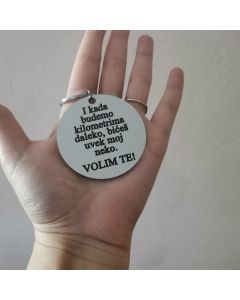 I kada
budemo
kilometrima
daleko, bićeš
uvek moj
neko.
VOLIM TE!